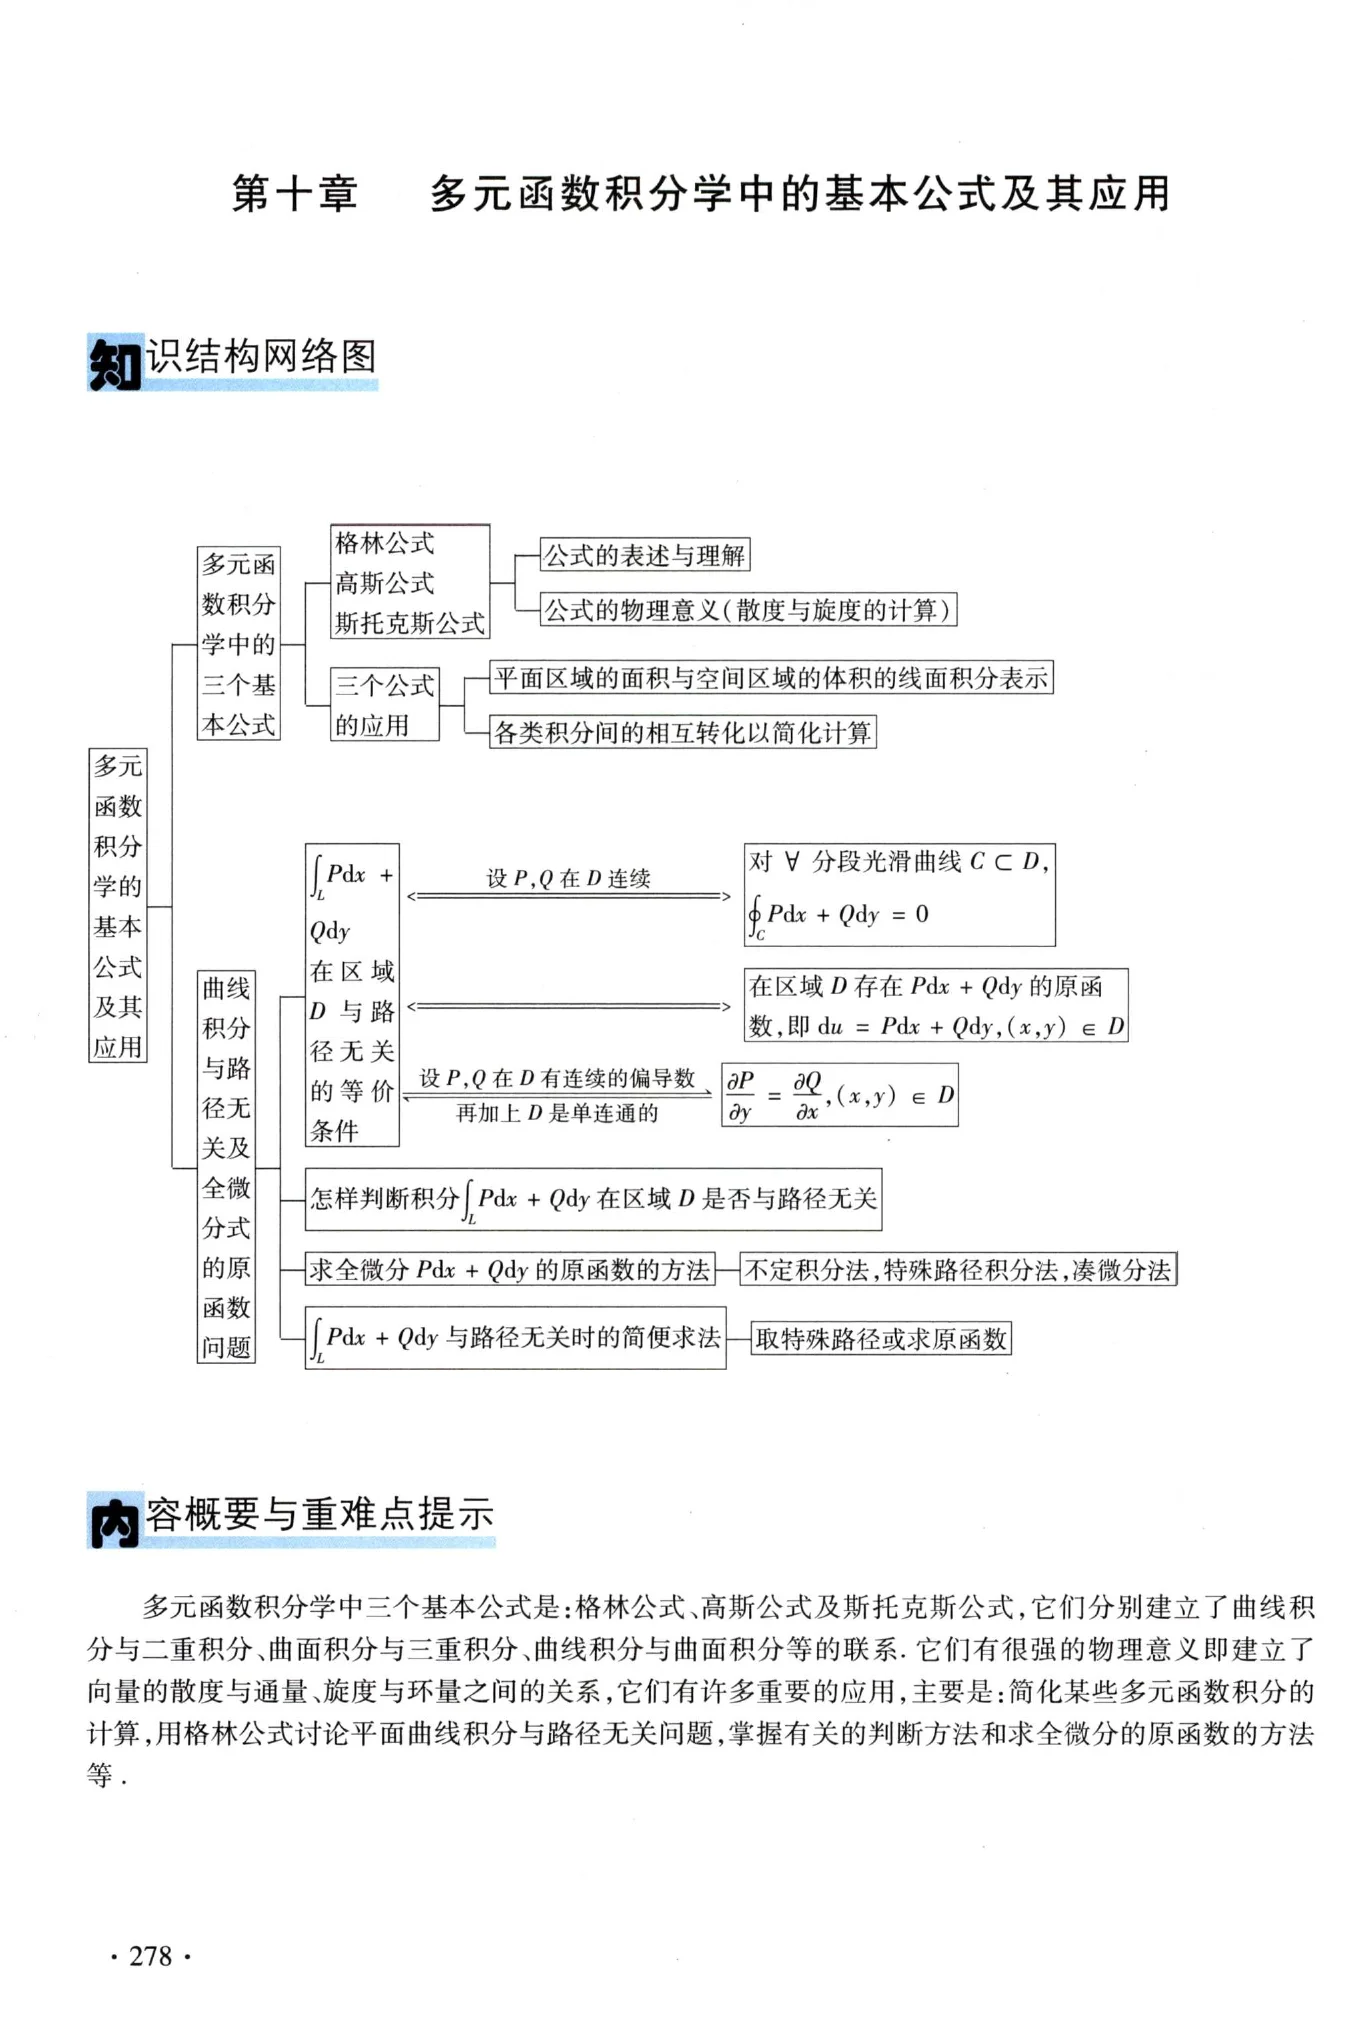 第十章　多元函数积分学中的基本公式及其应用
知识结构网络图
多元
函数
积分
学的
基本
公式
及其
应用
多元函
数积分
学中的
三个基
本公式
格林公式
高斯公式
斯托克斯公式
公式的表述与理解
公式的物理意义(散度与旋度的计算)
三个公式
的应用
平面区域的面积与空间区域的体积的线面积分表示
各类积分间的相互转化以简化计算
曲线
积分
与路
径无
关及
全微
分式
的原
函数
问题
∫_L Pdx +
Qdy
在区域
D 与路
径无关
的等价
条件
设 P,Q 在 D 连续
对 ∀ 分段光滑曲线 C ⊂ D,
∮_C Pdx + Qdy = 0
在区域 D 存在 Pdx + Qdy 的原函
数,即 du = Pdx + Qdy,(x,y) ∈ D
设 P,Q 在 D 有连续的偏导数
再加上 D 是单连通的
∂P/∂y = ∂Q/∂x,(x,y) ∈ D
怎样判断积分∫_L Pdx + Qdy 在区域 D 是否与路径无关
求全微分 Pdx + Qdy 的原函数的方法
不定积分法,特殊路径积分法,凑微分法
∫_L Pdx + Qdy 与路径无关时的简便求法
取特殊路径或求原函数
内容概要与重难点提示
多元函数积分学中三个基本公式是:格林公式、高斯公式及斯托克斯公式,它们分别建立了曲线积
分与二重积分、曲面积分与三重积分、曲线积分与曲面积分等的联系. 它们有很强的物理意义即建立了
向量的散度与通量、旋度与环量之间的关系,它们有许多重要的应用,主要是:简化某些多元函数积分的
计算,用格林公式讨论平面曲线积分与路径无关问题,掌握有关的判断方法和求全微分的原函数的方法
等.
· 278 ·